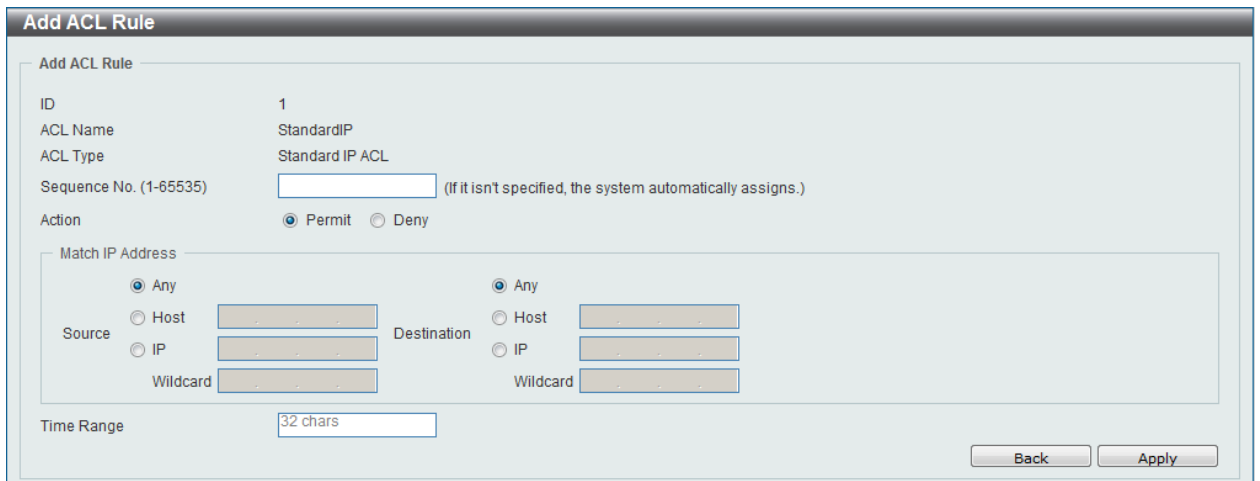 Add ACL Rule
Add ACL Rule
ID 1
ACL Name StandardIP
ACL Type Standard IP ACL
Sequence No. (1-65535) (If it isn't specified, the system automatically assigns.)
Action Permit Deny
Match IP Address
Any Any
Host . . . Host . . .
Source Destination
IP . . . IP . . .
Wildcard . . . Wildcard . . .
Time Range 32 chars
Back Apply